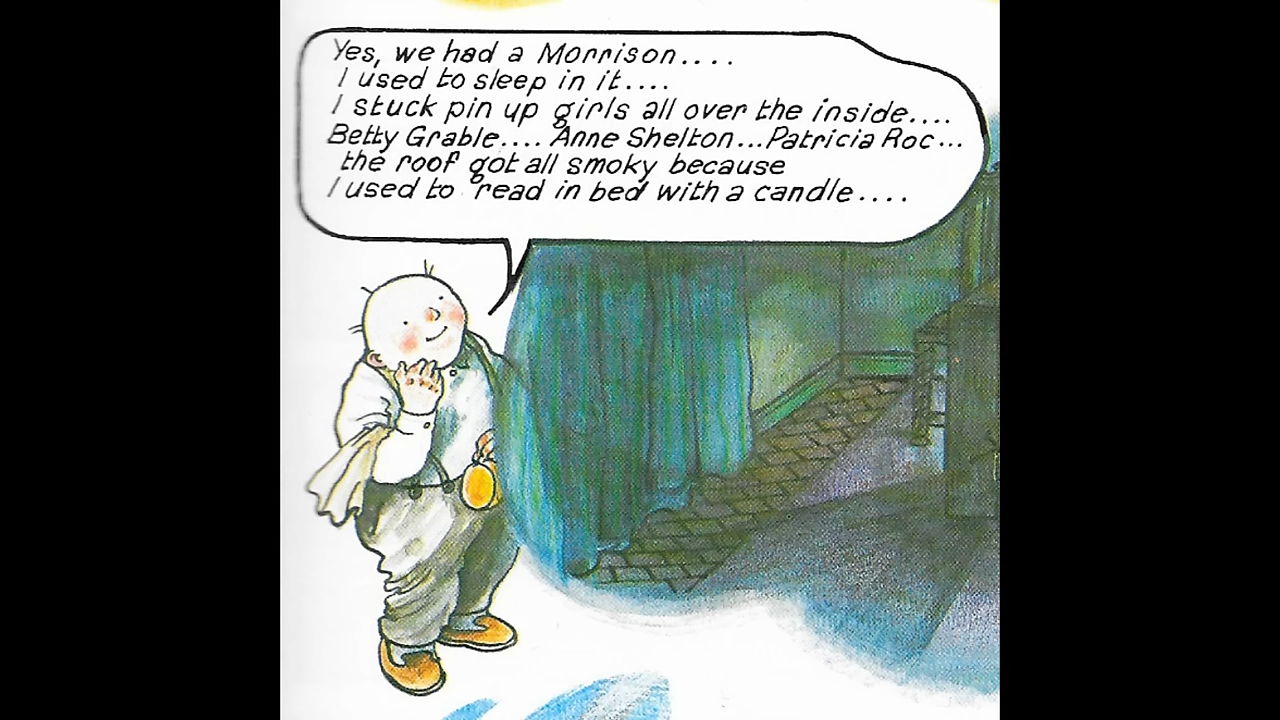 Yes, we had a Morrison....
I used to sleep in it....
I stuck pin up girls all over the inside....
Betty Grable.... Anne Shelton...Patricia Roc...
the roof got all smoky because
I used to read in bed with a candle....